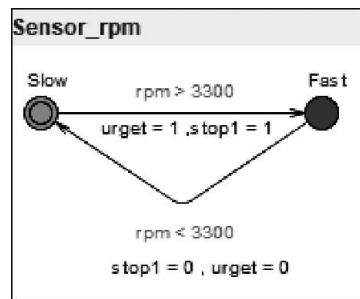 Sensor_rpm
Slow
Fast
rpm > 3300
urget = 1 ,stop1 = 1
rpm < 3300
stop1 = 0 , urget = 0